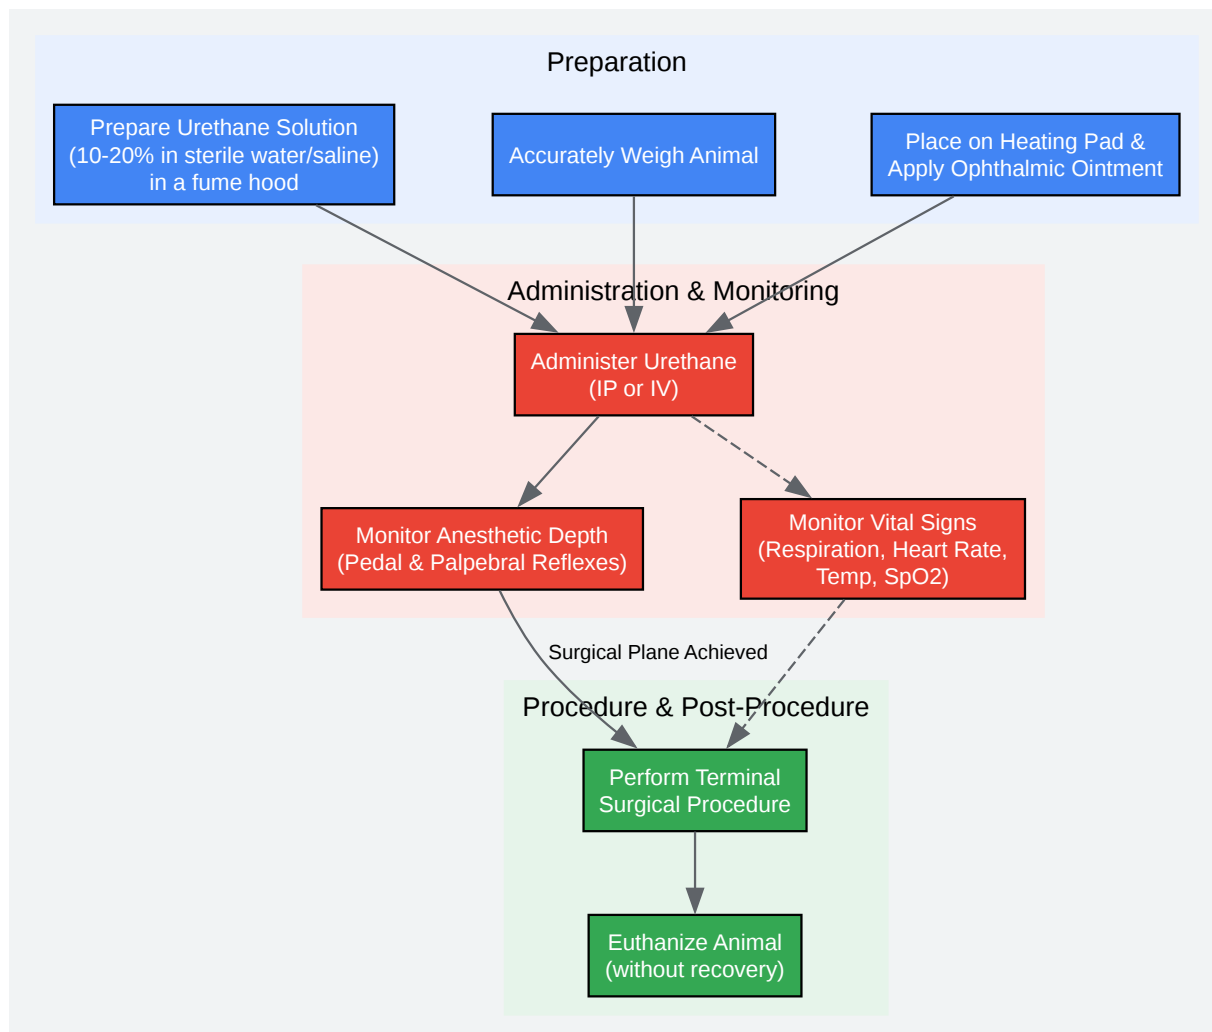 Preparation
Prepare Urethane Solution
(10-20% in sterile water/saline)
in a fume hood
Accurately Weigh Animal
Place on Heating Pad &
Apply Ophthalmic Ointment
Administration & Monitoring
Administer Urethane
(IP or IV)
Monitor Anesthetic Depth
(Pedal & Palpebral Reflexes)
Monitor Vital Signs
(Respiration, Heart Rate,
Temp, SpO2)
Surgical Plane Achieved
Procedure & Post-Procedure
Perform Terminal
Surgical Procedure
Euthanize Animal
(without recovery)